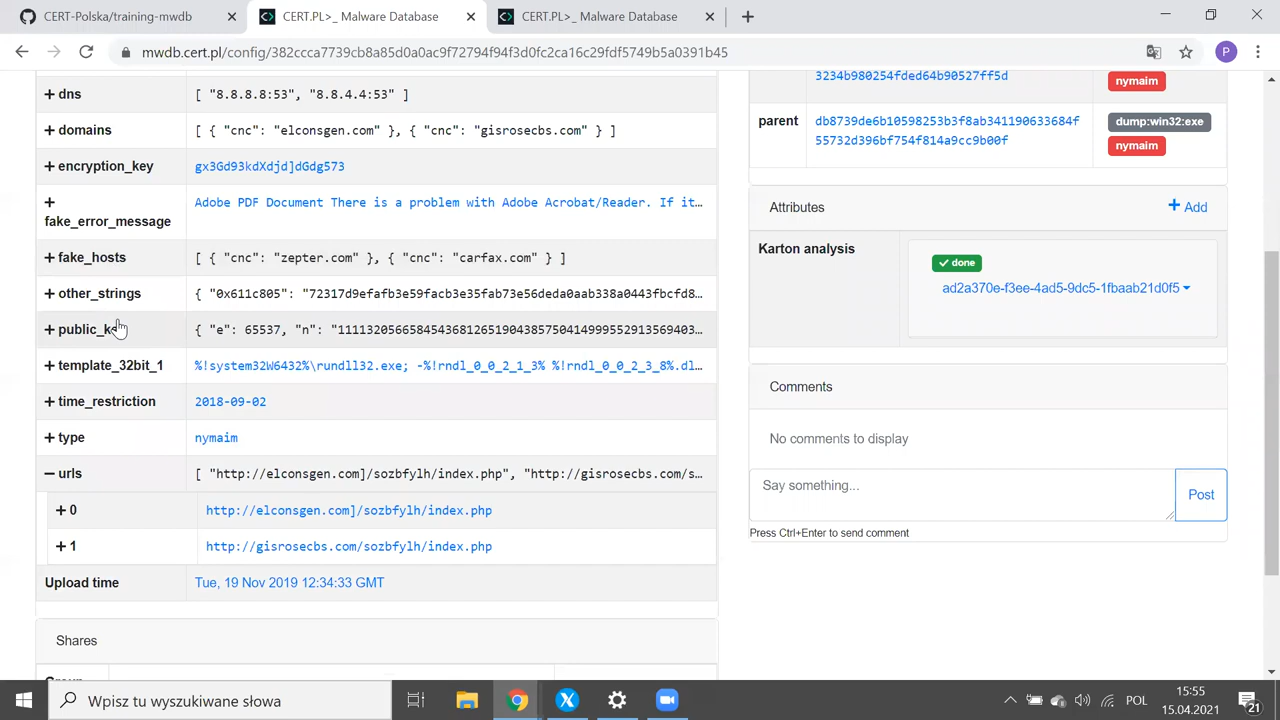 CERT-Polska/training-mwdb
CERT.PL>_ Malware Database
CERT.PL>_ Malware Database
mwdb.cert.pl/config/382ccca7739cb8a85d0a0ac9f72794f94f3d0fc2ca16c29fdf5749b5a0391b45
P
+ dns
[ "8.8.8.8:53", "8.8.4.4:53" ]
+ domains
[ { "cnc": "elconsgen.com" }, { "cnc": "gisrosecbs.com" } ]
+ encryption_key
gx3Gd93kdXdjd]dGdg573
+
fake_error_message
Adobe PDF Document There is a problem with Adobe Acrobat/Reader. If it…
+ fake_hosts
[ { "cnc": "zepter.com" }, { "cnc": "carfax.com" } ]
+ other_strings
{ "0x611c805": "72317d9efafb3e59facb3e35fab73e56deda0aab338a0443fbcfd8…
{ "e": 65537, "n": "11113205665845436812651904385750414999552913569403…
+ template_32bit_1
%!system32W6432%\rundll32.exe; -%!rndl_0_0_2_1_3% %!rndl_0_0_2_3_8%.dl…
+ time_restriction
2018-09-02
+ type
nymaim
− urls
[ "http://elconsgen.com]/sozbfylh/index.php", "http://gisrosecbs.com/s…
+ 0
http://elconsgen.com]/sozbfylh/index.php
+ 1
http://gisrosecbs.com/sozbfylh/index.php
Upload time
Tue, 19 Nov 2019 12:34:33 GMT
Shares
3234b980254fded64b90527ff5d
nymaim
parent
db8739de6b10598253b3f8ab341190633684f
55732d396bf754f814a9cc9b00f
dump:win32:exe
nymaim
Attributes
+ Add
Karton analysis
✓ done
ad2a370e-f3ee-4ad5-9dc5-1fbaab21d0f5
Comments
No comments to display
Say something...
Post
Press Ctrl+Enter to send comment
Wpisz tu wyszukiwane słowa
POL
15:55
15.04.2021
21